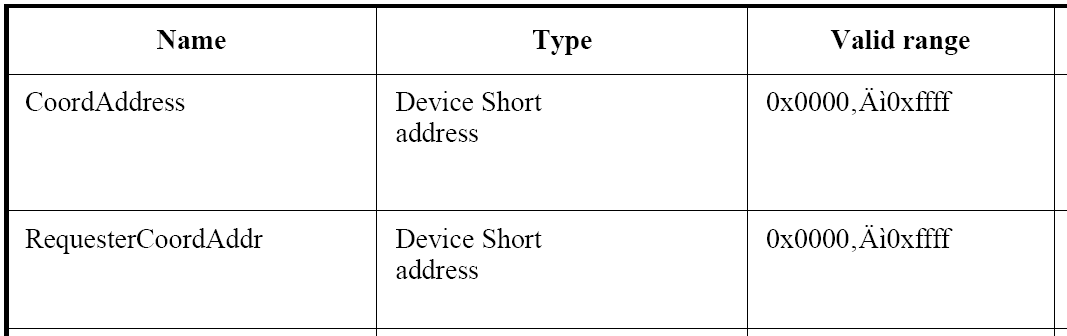 Name Type Valid range
CoordAddress Device Short address 0x0000‚Äì0xffff
RequesterCoordAddr Device Short address 0x0000‚Äì0xffff